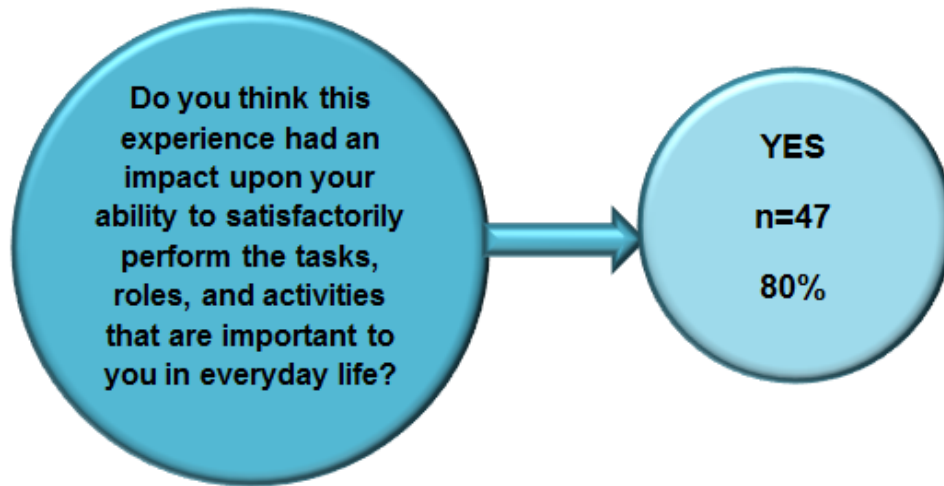 Do you think this
experience had an
impact upon your
ability to satisfactorily
perform the tasks,
roles, and activities
that are important to
you in everyday life?
YES
n=47
80%